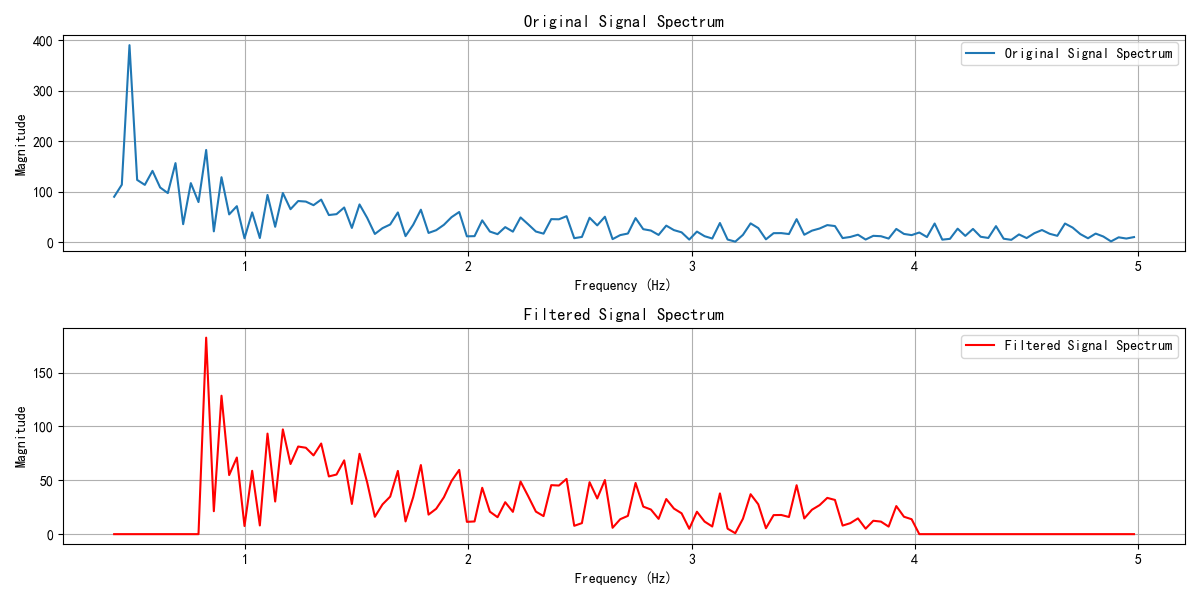 Original Signal Spectrum
400
300
200
100
0
Magnitude
Original Signal Spectrum
1
2
3
4
5
Frequency (Hz)
Filtered Signal Spectrum
150
100
50
0
Magnitude
Filtered Signal Spectrum
1
2
3
4
5
Frequency (Hz)